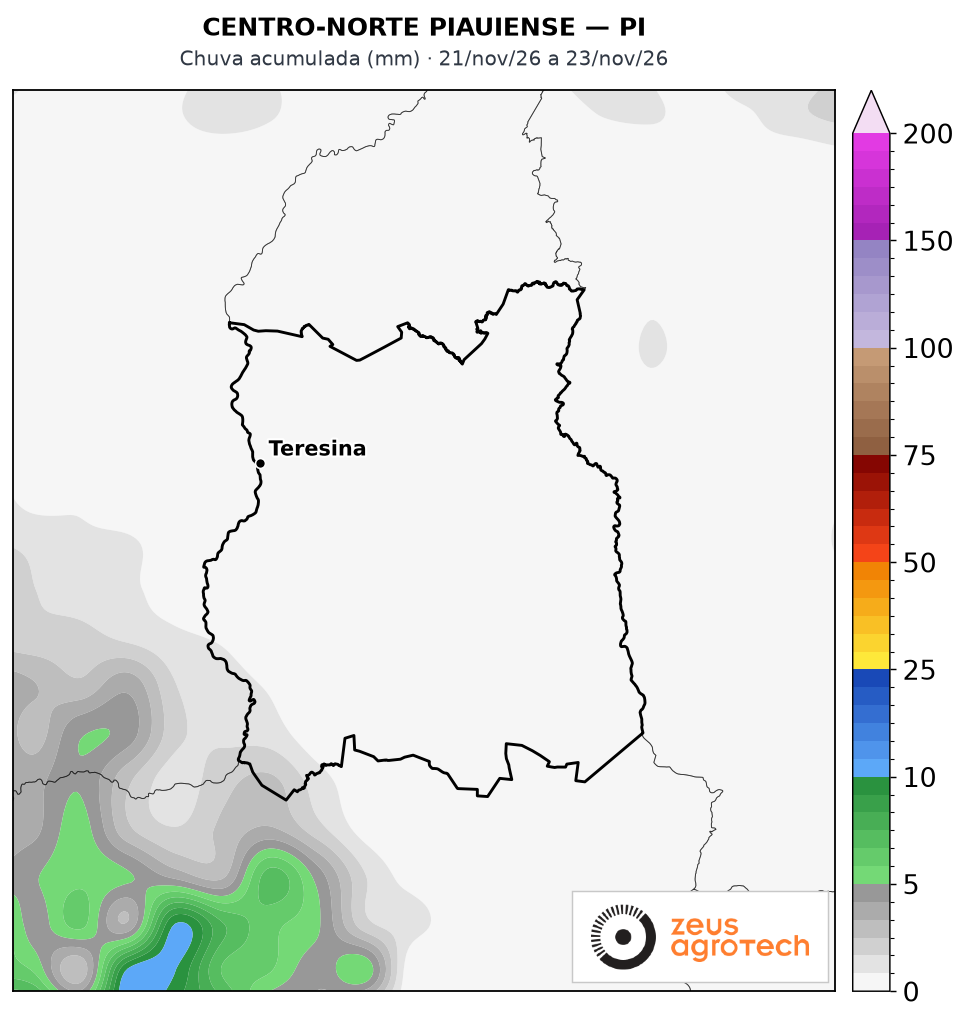 CENTRO-NORTE PIAUIENSE — PI
Chuva acumulada (mm) · 21/nov/26 a 23/nov/26
200
150
100
75
50
25
10
5
0
Teresina
zeus
agrotech